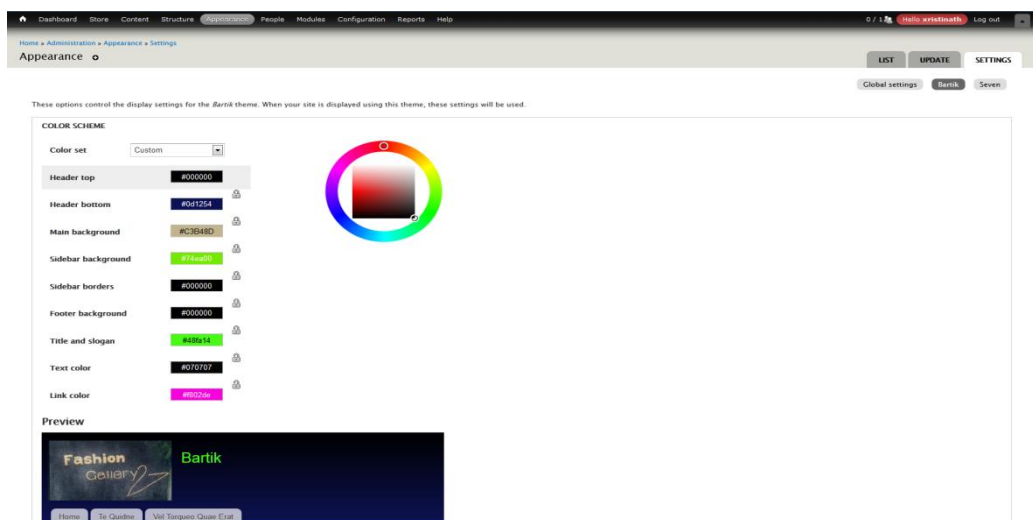 Dashboard Store Content Structure Appearance People Modules Configuration Reports Help 0 / 1 Hello aristinath Log out
Home » Administration » Appearance » Settings
Appearance
LIST UPDATE SETTINGS
Global settings Bartik Seven
These options control the display settings for the Bartik theme. When your site is displayed using this theme, these settings will be used.
COLOR SCHEME
Color set Custom
Header top #000000
Header bottom #0d1254
Main background #C3B48D
Sidebar background #74ea00
Sidebar borders #000000
Footer background #000000
Title and slogan #48fa14
Text color #070707
Link color #f802de
Preview
Fashion
Gallery
Bartik
Home Te Quidne Vel Torqueo Quae Erat